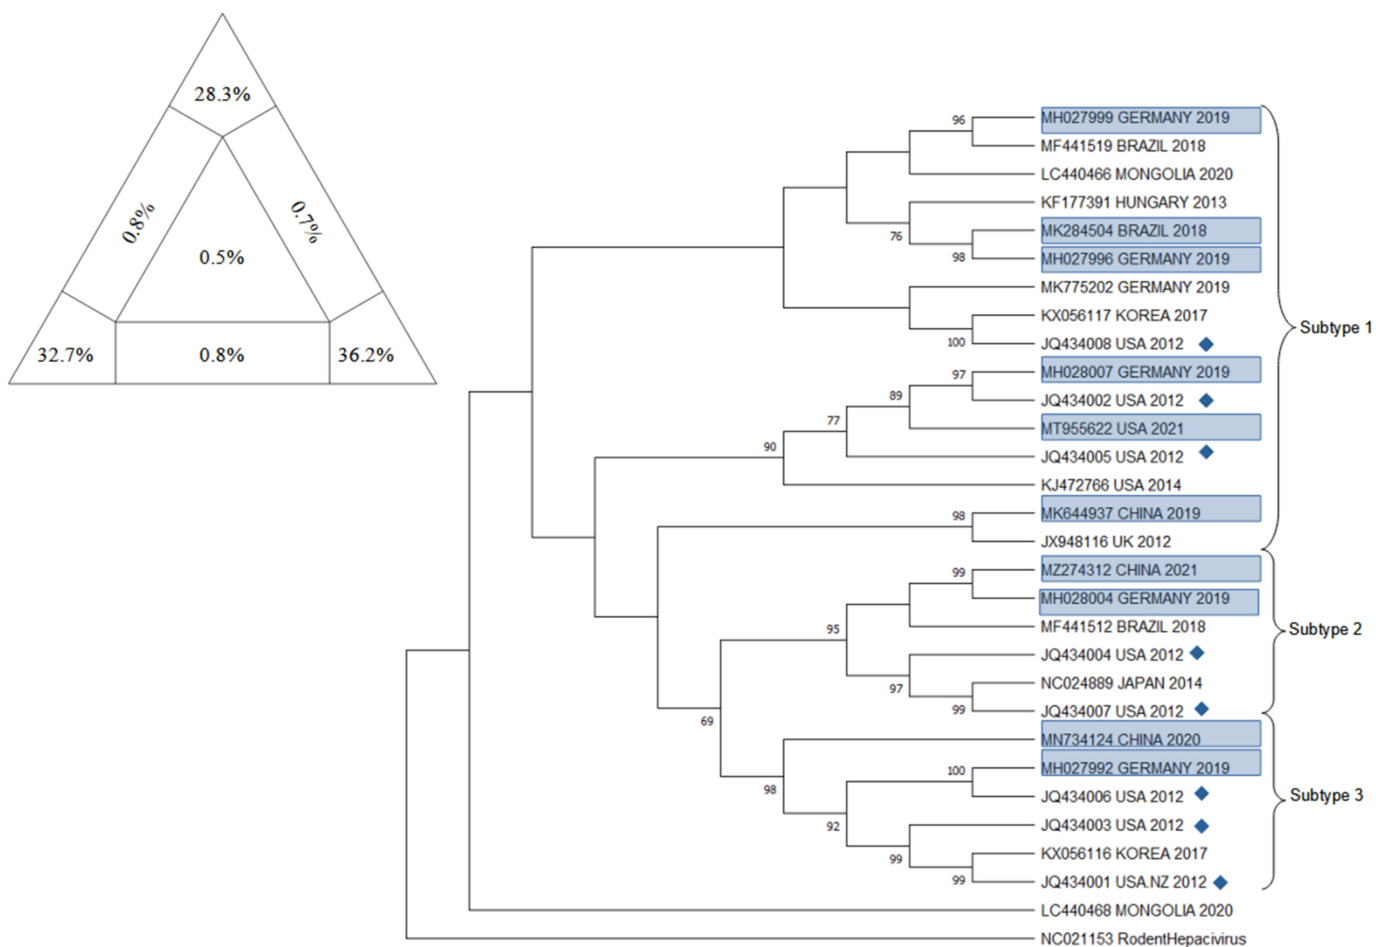 28.3%
0.8%
0.7%
0.5%
32.7%
0.8%
36.2%
96
MH027999 GERMANY 2019
MF441519 BRAZIL 2018
LC440466 MONGOLIA 2020
KF177391 HUNGARY 2013
76
MK284504 BRAZIL 2018
98
MH027996 GERMANY 2019
MK775202 GERMANY 2019
KX056117 KOREA 2017
Subtype 1
100
JQ434008 USA 2012
97
MH028007 GERMANY 2019
89
JQ434002 USA 2012
77
MT955622 USA 2021
90
JQ434005 USA 2012
KJ472766 USA 2014
98
MK644937 CHINA 2019
JX948116 UK 2012
99
MZ274312 CHINA 2021
MH028004 GERMANY 2019
95
MF441512 BRAZIL 2018
Subtype 2
JQ434004 USA 2012
97
NC024889 JAPAN 2014
99
JQ434007 USA 2012
69
MN734124 CHINA 2020
100
MH027992 GERMANY 2019
98
JQ434006 USA 2012
Subtype 3
92
JQ434003 USA 2012
99
KX056116 KOREA 2017
99
JQ434001 USA.NZ 2012
LC440468 MONGOLIA 2020
NC021153 RodentHepacivirus